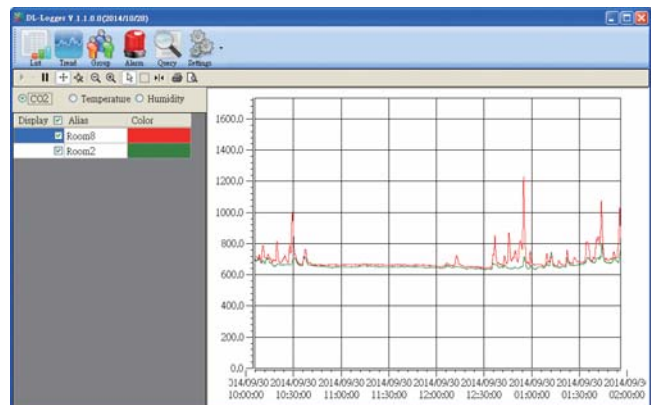 DL-Logger V 1.1.0.0(2014/10/20)
List Trend Group Alarm Query Settings
CO2 Temperature Humidity
Display Alias Color
Room8
Room2
1600.0
1400.0
1200.0
1000.0
800.0
600.0
400.0
200.0
0.0
014/09/30 2014/09/30 2014/09/30 2014/09/30 2014/09/30 2014/09/30 2014/09/30 2014/09/30 2014/09/3
10:00:00 10:30:00 11:00:00 11:30:00 12:00:00 12:30:00 01:00:00 01:30:00 02:00:00